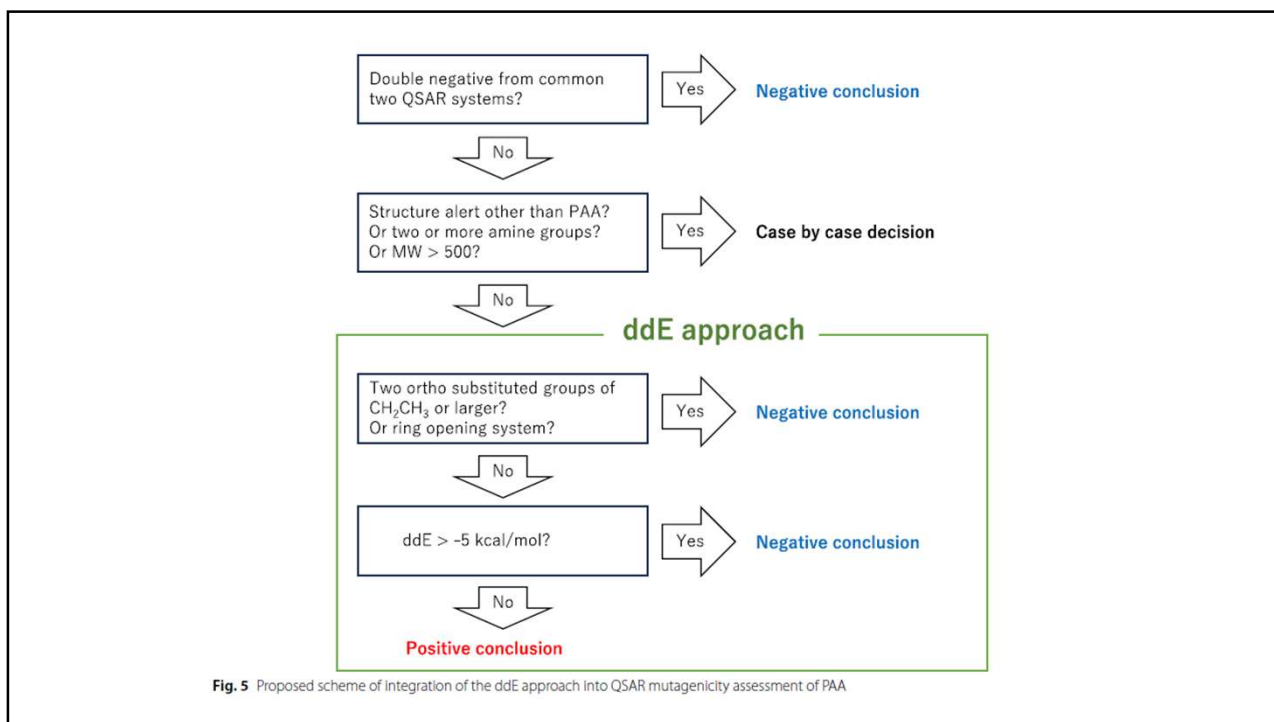 Double negative from common
two QSAR systems?
Yes
Negative conclusion
No
Structure alert other than PAA?
Or two or more amine groups?
Or MW > 500?
Yes
Case by case decision
No
ddE approach
Two ortho substituted groups of
CH₂CH₃ or larger?
Or ring opening system?
Yes
Negative conclusion
No
ddE > –5 kcal/mol?
Yes
Negative conclusion
No
Positive conclusion
Fig. 5 Proposed scheme of integration of the ddE approach into QSAR mutagenicity assessment of PAA